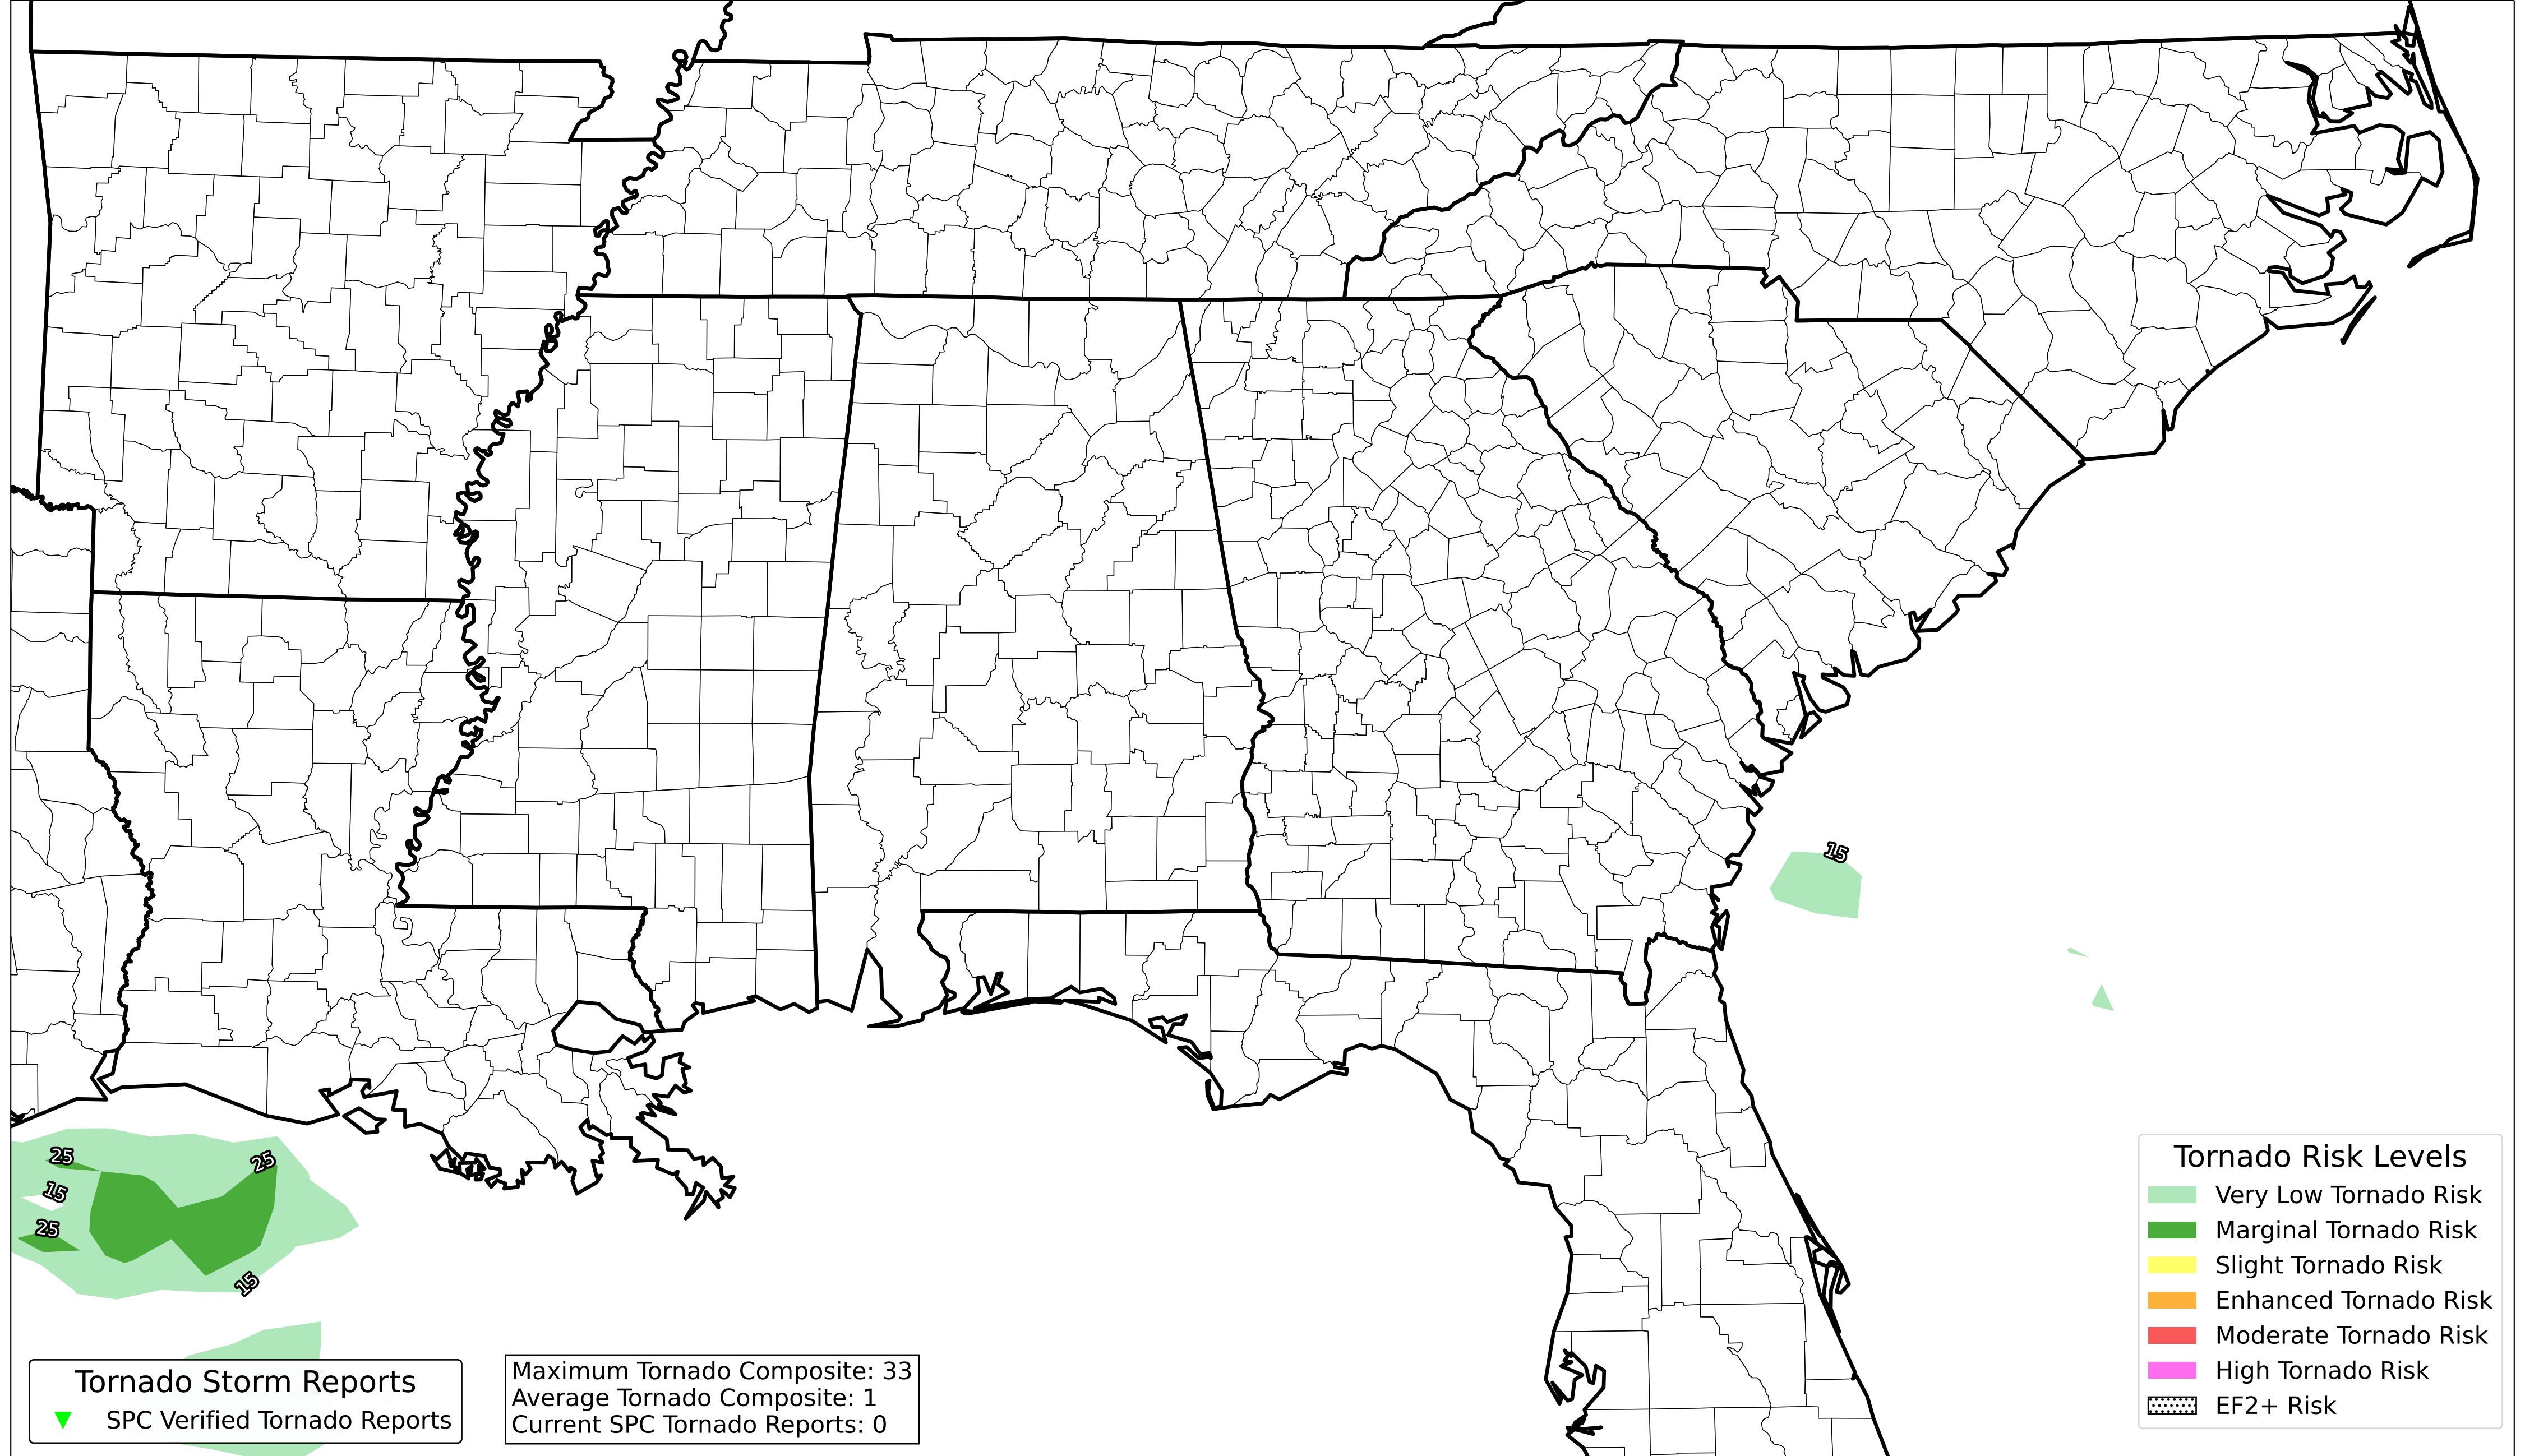 15
25
25
15
25
15
Tornado Storm Reports
SPC Verified Tornado Reports
Maximum Tornado Composite: 33
Average Tornado Composite: 1
Current SPC Tornado Reports: 0
Tornado Risk Levels
Very Low Tornado Risk
Marginal Tornado Risk
Slight Tornado Risk
Enhanced Tornado Risk
Moderate Tornado Risk
High Tornado Risk
EF2+ Risk